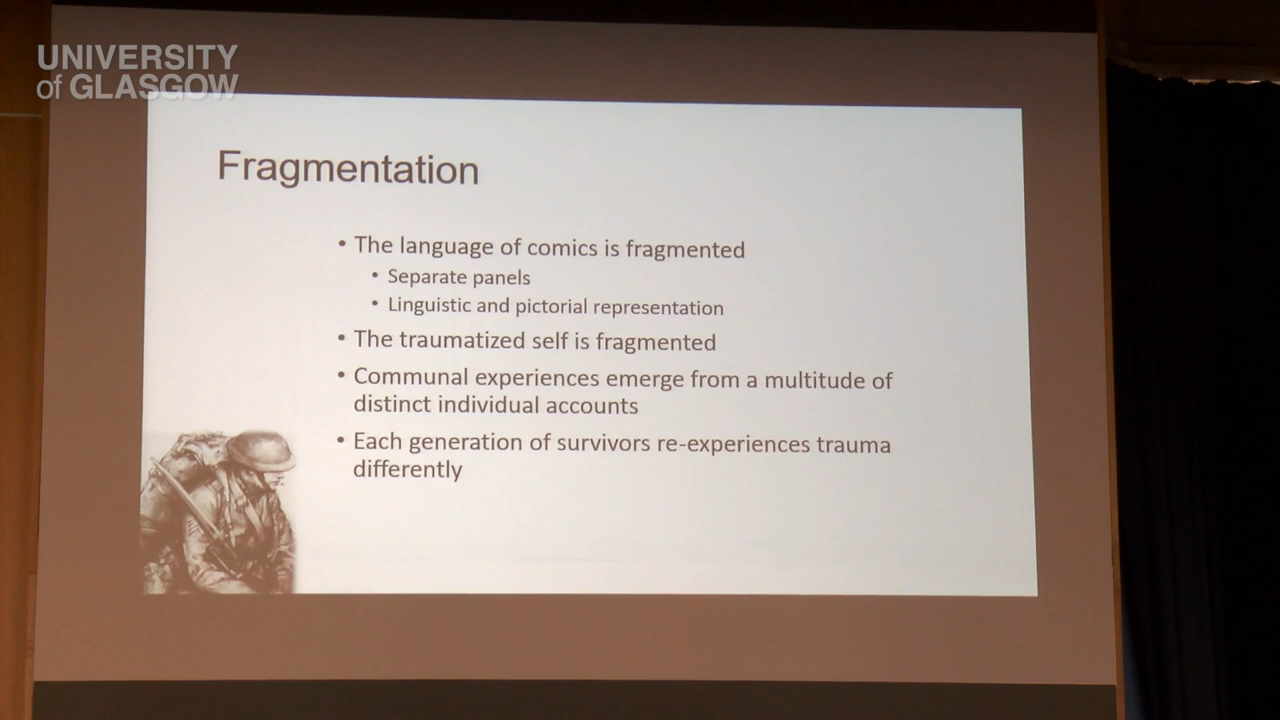 UNIVERSITY
of GLASGOW
Fragmentation
• The language of comics is fragmented
• Separate panels
• Linguistic and pictorial representation
• The traumatized self is fragmented
• Communal experiences emerge from a multitude of
distinct individual accounts
• Each generation of survivors re-experiences trauma
differently